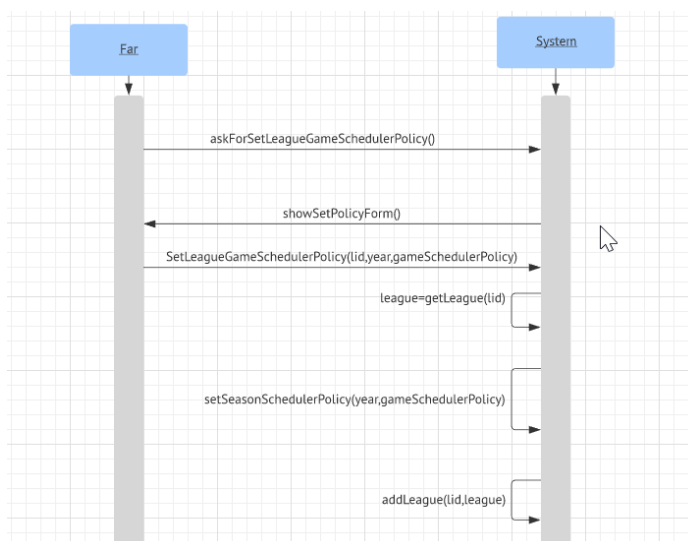 Far
System
askForSetLeagueGameSchedulerPolicy()
showSetPolicyForm()
SetLeagueGameSchedulerPolicy(lid,year,gameSchedulerPolicy)
league=getLeague(lid)
setSeasonSchedulerPolicy(year,gameSchedulerPolicy)
addLeague(lid,league)